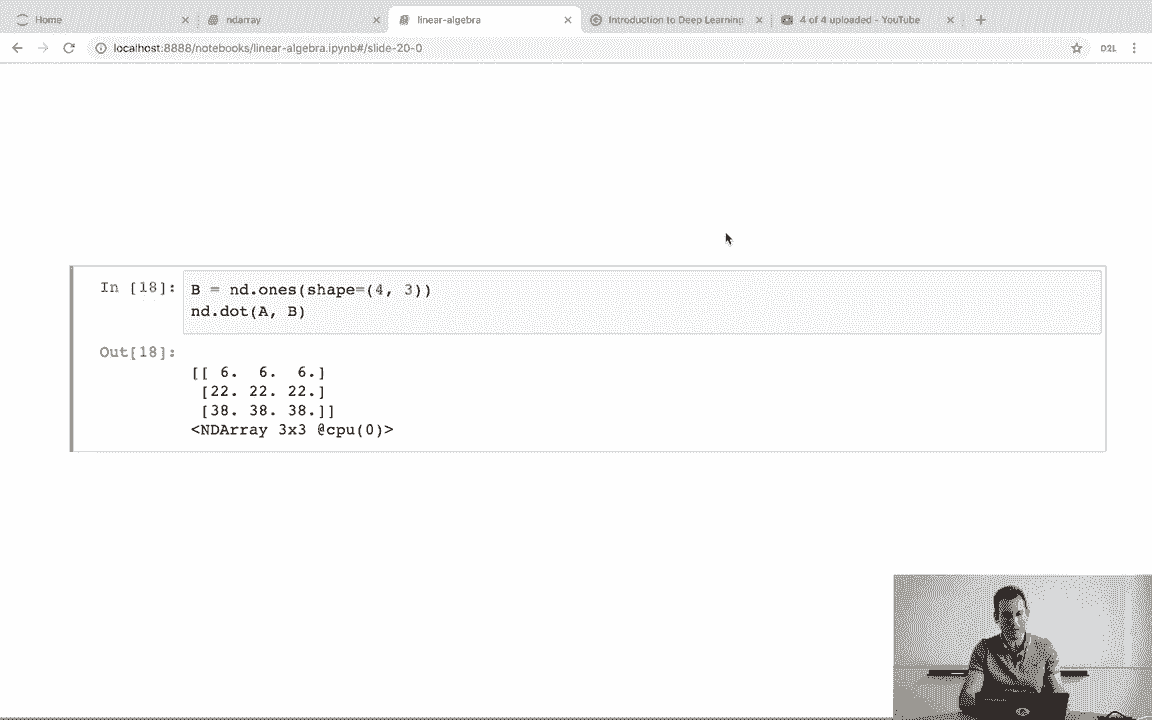 Home
ndarray
linear-algebra
Introduction to Deep Learning
4 of 4 uploaded - YouTube
localhost:8888/notebooks/linear-algebra.ipynb#/slide-20-0
D2L
In [18]:
B = nd.ones(shape=(4, 3))
nd.dot(A, B)
Out[18]:
[[ 6.  6.  6.]
[22. 22. 22.]
[38. 38. 38.]]
<NDArray 3x3 @cpu(0)>